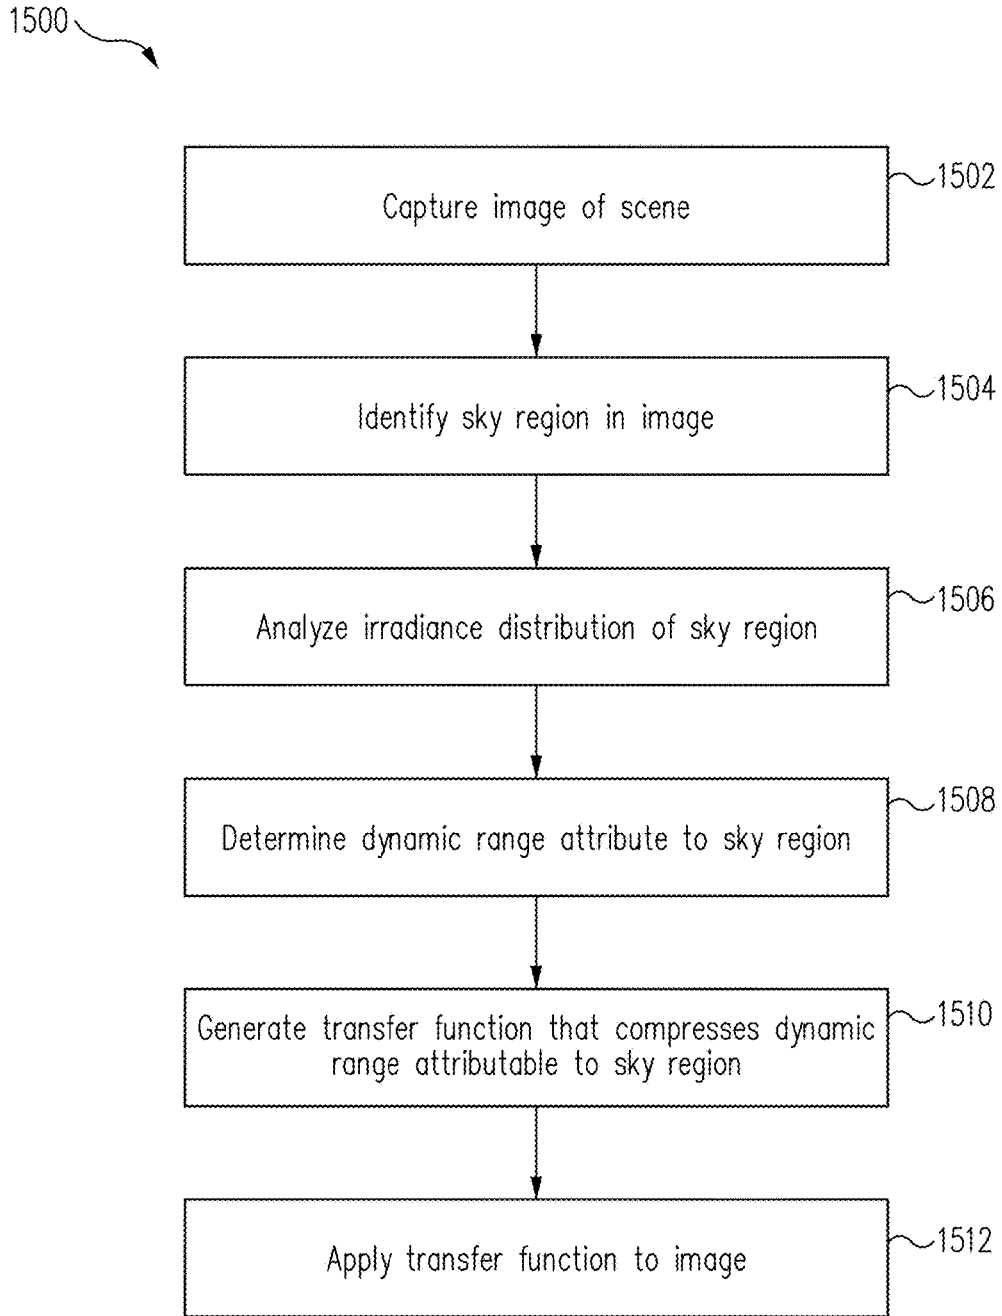 1500
1502
Capture image of scene
1504
Identify sky region in image
1506
Analyze irradiance distribution of sky region
1508
Determine dynamic range attribute to sky region
1510
Generate transfer function that compresses dynamic
range attributable to sky region
1512
Apply transfer function to image